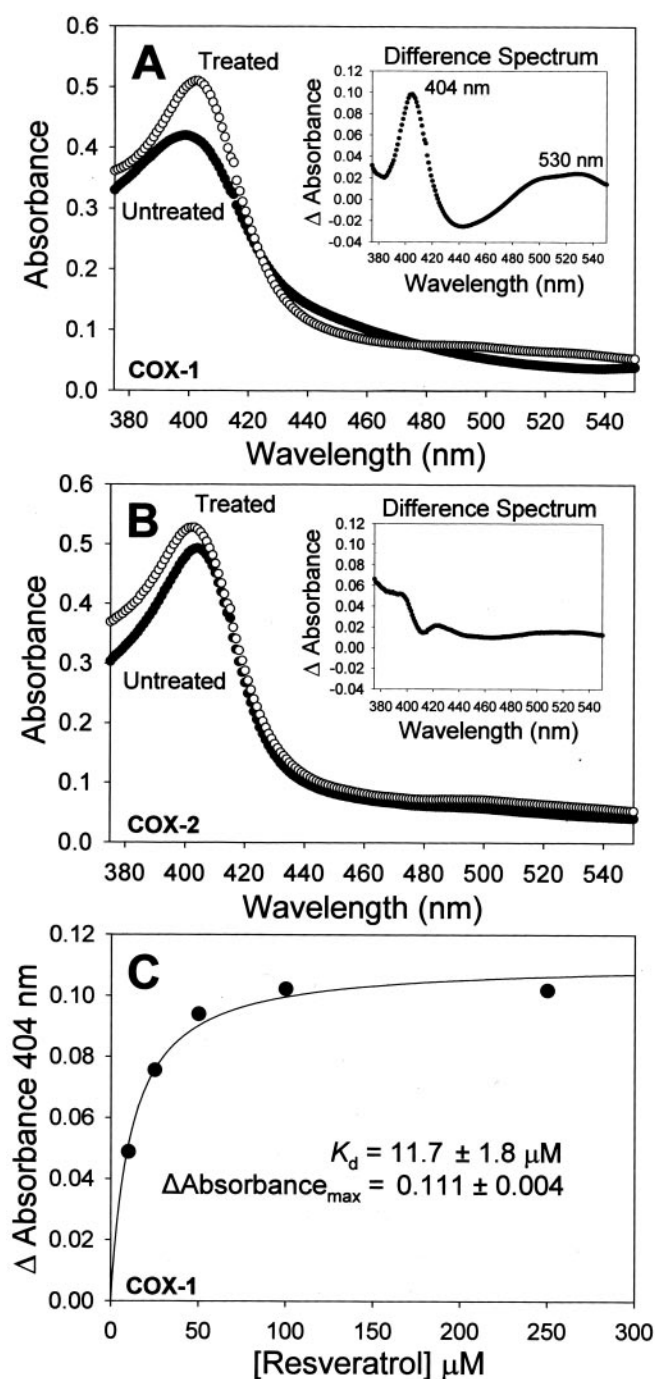 A
Treated
Untreated
COX-1
Absorbance
0.6
0.5
0.4
0.3
0.2
0.1
0.0
380 400 420 440 460 480 500 520 540
Wavelength (nm)
Difference Spectrum
404 nm
530 nm
Δ Absorbance
0.12
0.10
0.08
0.06
0.04
0.02
0.00
-0.02
-0.04
380 400 420 440 460 480 500 520 540
Wavelength (nm)
B
Treated
Untreated
COX-2
Absorbance
0.6
0.5
0.4
0.3
0.2
0.1
0.0
380 400 420 440 460 480 500 520 540
Wavelength (nm)
Difference Spectrum
Δ Absorbance
0.12
0.10
0.08
0.06
0.04
0.02
0.00
-0.02
-0.04
380 400 420 440 460 480 500 520 540
Wavelength (nm)
C
Δ Absorbance 404 nm
0.12
0.10
0.08
0.06
0.04
0.02
0.00
Kd = 11.7 ± 1.8 μM
ΔAbsorbancemax = 0.111 ± 0.004
COX-1
0 50 100 150 200 250 300
[Resveratrol] μM